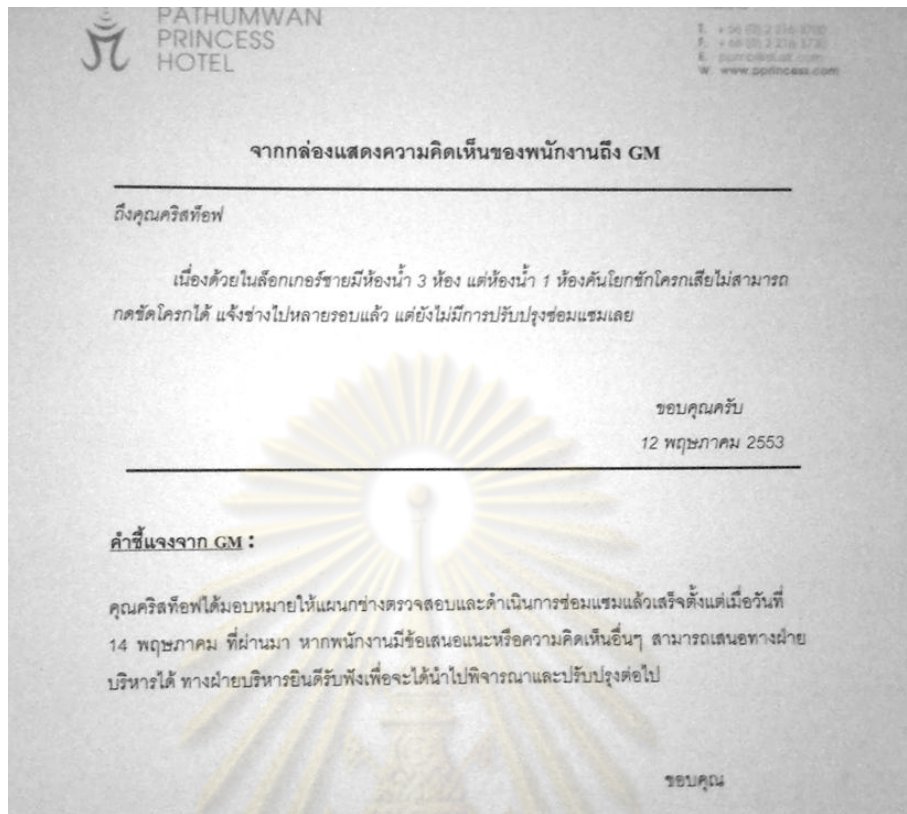 PATHUMWAN
PRINCESS
HOTEL
W www.pprincess.com
จากกล่องแสดงความคิดเห็นของพนักงานถึง GM
ถึงคุณคริสท็อฟ
เนื่องด้วยในล็อกเกอร์ชายมีห้องน้ำ 3 ห้อง แต่ห้องน้ำ 1 ห้องคันโยกชักโครกเสียไม่สามารถ
กดชัดโครกได้ แจ้งช่างไปหลายรอบแล้ว แต่ยังไม่มีการปรับปรุงซ่อมแซมเลย
ขอบคุณครับ
12 พฤษภาคม 2553
คำชี้แจงจาก GM :
คุณคริสท็อฟได้มอบหมายให้แผนกช่างตรวจสอบและดำเนินการซ่อมแซมแล้วเสร็จตั้งแต่เมื่อวันที่
14 พฤษภาคม ที่ผ่านมา หากพนักงานมีข้อเสนอแนะหรือความคิดเห็นอื่นๆ สามารถเสนอทางฝ่าย
บริหารได้ ทางฝ่ายบริหารยินดีรับฟังเพื่อจะได้นำไปพิจารณาและปรับปรุงต่อไป
ขอบคุณ